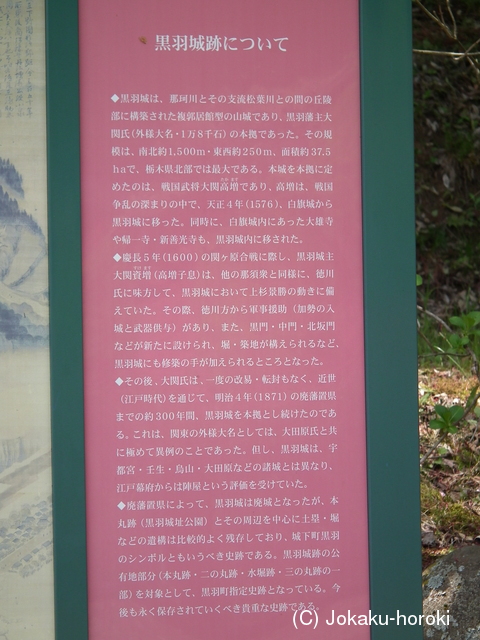 黒羽城跡について
◆黒羽城は、那珂川とその支流松葉川との間の丘陵
部に構築された複郭居館型の山城であり、黒羽藩主大
関氏(外様大名・1万8千石)の本拠であった。その規
模は、南北約1,500m・東西約250m、面積約37.5
haで、栃木県北部では最大である。本城を本拠に定
めたのは、戦国武将大関高増であり、高増は、戦国
争乱の深まりの中で、天正4年(1576)、白旗城から
黒羽城に移った。同時に、白旗城内にあった大雄寺
や帰一寺・新善光寺も、黒羽城内に移された。
◆慶長5年(1600)の関ヶ原合戦に際し、黒羽城主
大関資増(高増子息)は、他の那須衆と同様に、徳川
氏に味方して、黒羽城において上杉景勝の動きに備
えていた。その際、徳川方から軍事援助(加勢の入
城と武器供与)があり、また、黒門・中門・北坂門
などが新たに設けられ、堀・築地が構えられるなど、
黒羽城にも修築の手が加えられるところとなった。
◆その後、大関氏は、一度の改易・転封もなく、近世
(江戸時代)を通じて、明治4年(1871)の廃藩置県
までの約300年間、黒羽城を本拠とし続けたのであ
る。これは、関東の外様大名としては、大田原氏と共
に極めて異例のことであった。但し、黒羽城は、宇
都宮・壬生・烏山・大田原などの諸城とは異なり、
江戸幕府からは陣屋という評価を受けていた。
◆廃藩置県によって、黒羽城は廃城となったが、本
丸跡(黒羽城址公園)とその周辺を中心に土塁・堀
などの遺構は比較的よく残存しており、城下町黒羽
のシンボルともいうべき史跡である。黒羽城跡の公
有地部分(本丸跡・二の丸跡・水堀跡・三の丸跡の一
部)を対象として、黒羽町指定史跡となっている。今
後も永く保存されていくべき貴重な史跡である。
(C) Jokaku-horoki